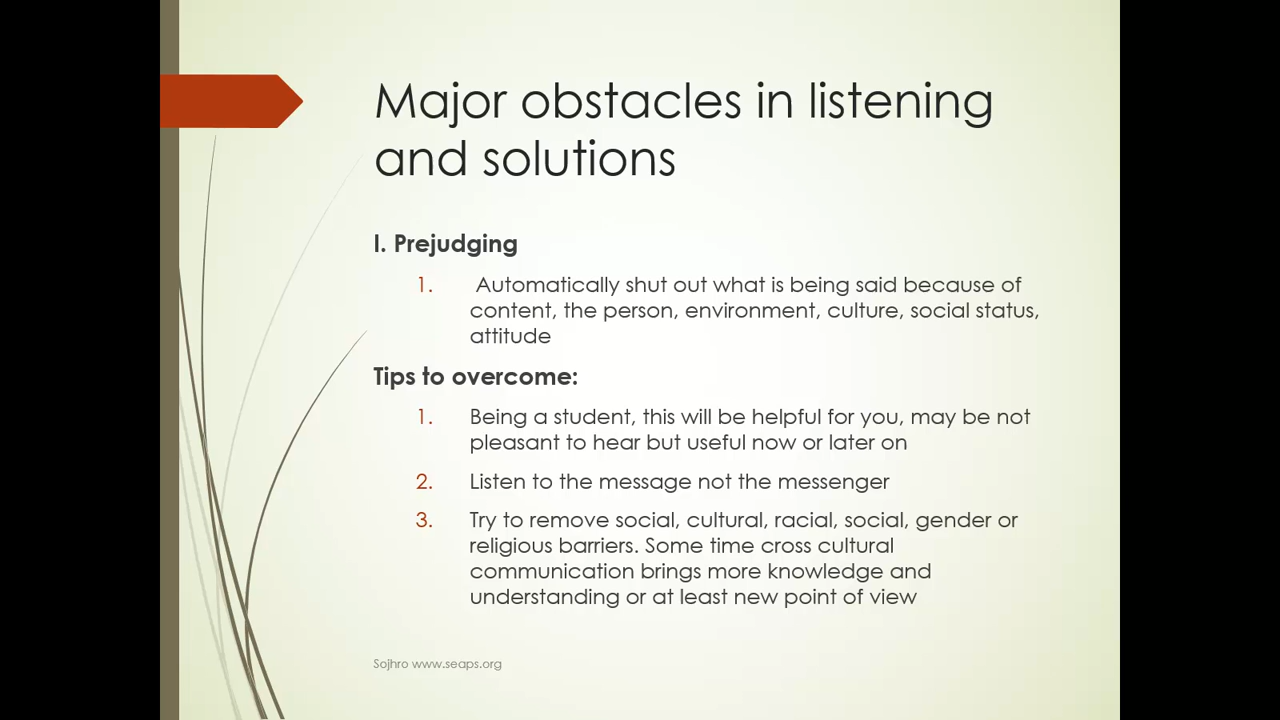 Major obstacles in listening
and solutions
I. Prejudging
1. Automatically shut out what is being said because of
content, the person, environment, culture, social status,
attitude
Tips to overcome:
1. Being a student, this will be helpful for you, may be not
pleasant to hear but useful now or later on
2. Listen to the message not the messenger
3. Try to remove social, cultural, racial, social, gender or
religious barriers. Some time cross cultural
communication brings more knowledge and
understanding or at least new point of view
Sojhro www.seaps.org